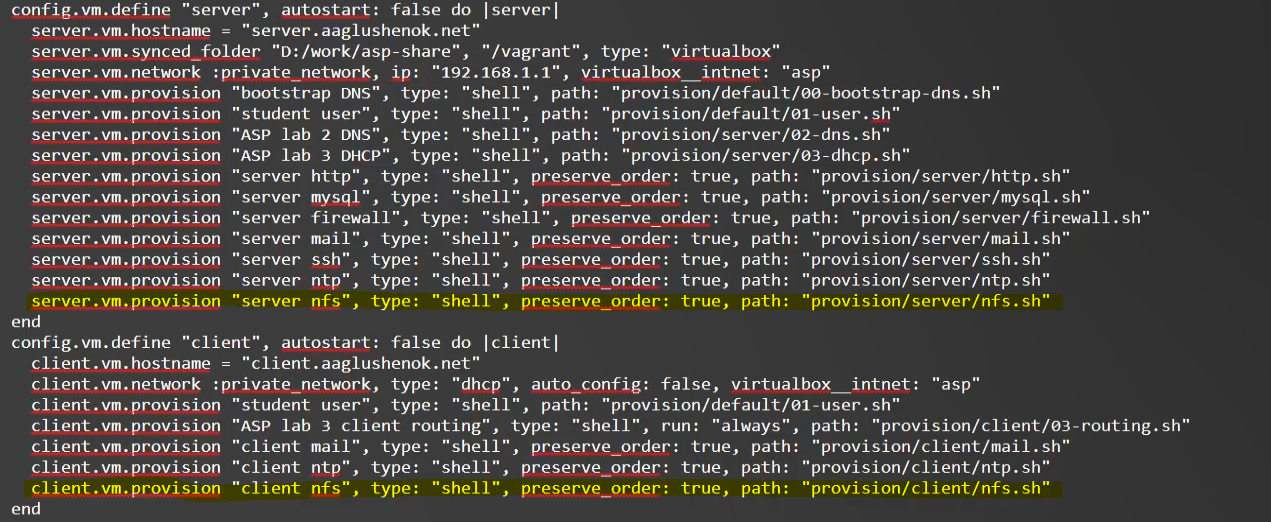 config.vm.define "server", autostart: false do |server|
server.vm.hostname = "server.aaglushenok.net"
server.vm.synced_folder "D:/work/asp-share", "/vagrant", type: "virtualbox"
server.vm.network :private_network, ip: "192.168.1.1", virtualbox__intnet: "asp"
server.vm.provision "bootstrap DNS", type: "shell", path: "provision/default/00-bootstrap-dns.sh"
server.vm.provision "student user", type: "shell", path: "provision/default/01-user.sh"
server.vm.provision "ASP lab 2 DNS", type: "shell", path: "provision/server/02-dns.sh"
server.vm.provision "ASP lab 3 DHCP", type: "shell", path: "provision/server/03-dhcp.sh"
server.vm.provision "server http", type: "shell", preserve_order: true, path: "provision/server/http.sh"
server.vm.provision "server mysql", type: "shell", preserve_order: true, path: "provision/server/mysql.sh"
server.vm.provision "server firewall", type: "shell", preserve_order: true, path: "provision/server/firewall.sh"
server.vm.provision "server mail", type: "shell", preserve_order: true, path: "provision/server/mail.sh"
server.vm.provision "server ssh", type: "shell", preserve_order: true, path: "provision/server/ssh.sh"
server.vm.provision "server ntp", type: "shell", preserve_order: true, path: "provision/server/ntp.sh"
server.vm.provision "server nfs", type: "shell", preserve_order: true, path: "provision/server/nfs.sh"
end
config.vm.define "client", autostart: false do |client|
client.vm.hostname = "client.aaglushenok.net"
client.vm.network :private_network, type: "dhcp", auto_config: false, virtualbox__intnet: "asp"
client.vm.provision "student user", type: "shell", path: "provision/default/01-user.sh"
client.vm.provision "ASP lab 3 client routing", type: "shell", run: "always", path: "provision/client/03-routing.sh"
client.vm.provision "client mail", type: "shell", preserve_order: true, path: "provision/client/mail.sh"
client.vm.provision "client ntp", type: "shell", preserve_order: true, path: "provision/client/ntp.sh"
client.vm.provision "client nfs", type: "shell", preserve_order: true, path: "provision/client/nfs.sh"
end